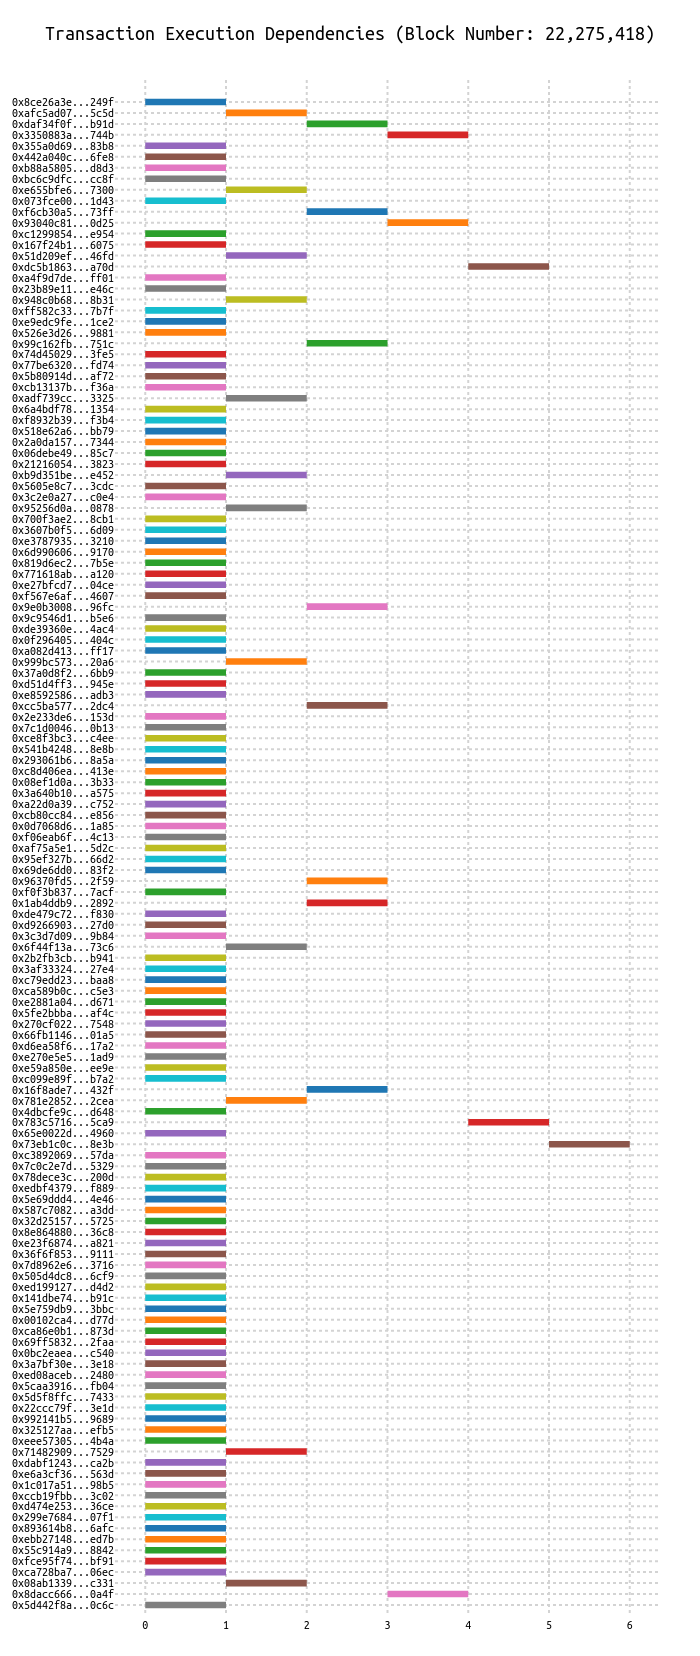 Transaction Execution Dependencies (Block Number: 22,275,418)
0x8ce26a3e...249f
0xafc5ad07...5c5d
0xdaf34f0f...b91d
0x3350883a...744b
0x355a0d69...83b8
0x442a040c...6fe8
0xb88a5805...d8d3
0xbc6c9dfc...cc8f
0xe655bfe6...7300
0x073fce00...1d43
0xf6cb30a5...73ff
0x93040c81...0d25
0xc1299854...e954
0x167f24b1...6075
0x51d209ef...46fd
0xdc5b1863...a70d
0xa4f9d7de...ff01
0x23b89e11...e46c
0x948c0b68...8b31
0xff582c33...7b7f
0xe9edc9fe...1ce2
0x526e3d26...9881
0x99c162fb...751c
0x74d45029...3fe5
0x77be6320...fd74
0x5b80914d...af72
0xcb13137b...f36a
0xadf739cc...3325
0x6a4bdf78...1354
0xf8932b39...f3b4
0x518e62a6...bb79
0x2a0da157...7344
0x06debe49...85c7
0x21216054...3823
0xb9d351be...e452
0x5605e8c7...3cdc
0x3c2e0a27...c0e4
0x95256d0a...0878
0x700f3ae2...8cb1
0x3607b0f5...6d09
0xe3787935...3210
0x6d990606...9170
0x819d6ec2...7b5e
0x771618ab...a120
0xe27bfcd7...04ce
0xf567e6af...4607
0x9e0b3008...96fc
0x9c9546d1...b5e6
0xde39360e...4ac4
0x0f296405...404c
0xa082d413...ff17
0x999bc573...20a6
0x37a0d8f2...6bb9
0xd51d4ff3...945e
0xe8592586...adb3
0xcc5ba577...2dc4
0x2e233de6...153d
0x7c1d0046...0b13
0xce8f3bc3...c4ee
0x541b4248...8e8b
0x293061b6...8a5a
0xc8d406ea...413e
0x08ef1d0a...3b33
0x3a640b10...a575
0xa22d0a39...c752
0xcb80cc84...e856
0x0d7068d6...1a85
0xf06eab6f...4c13
0xaf75a5e1...5d2c
0x95ef327b...66d2
0x69de6dd0...83f2
0x96370fd5...2f59
0xf0f3b837...7acf
0x1ab4ddb9...2892
0xde479c72...f830
0xd9266903...27d0
0x3c3d7d09...9b84
0x6f44f13a...73c6
0x2b2fb3cb...b941
0x3af33324...27e4
0xc79edd23...baa8
0xca589b0c...c5e3
0xe2881a04...d671
0x5fe2bbba...af4c
0x270cf022...7548
0x66fb1146...01a5
0xd6ea58f6...17a2
0xe270e5e5...1ad9
0xe59a850e...ee9e
0xc099e89f...b7a2
0x16f8ade7...432f
0x781e2852...2cea
0x4dbcfe9c...d648
0x783c5716...5ca9
0x65e0022d...4960
0x73eb1c0c...8e3b
0xc3892069...57da
0x7c0c2e7d...5329
0x78dece3c...200d
0xedbf4379...f889
0x5e69ddd4...4e46
0x587c7082...a3dd
0x32d25157...5725
0x8e864880...36c8
0xe23f6874...a821
0x36f6f853...9111
0x7d8962e6...3716
0x505d4dc8...6cf9
0xed199127...d4d2
0x141dbe74...b91c
0x5e759db9...3bbc
0x00102ca4...d77d
0xca86e0b1...873d
0x69ff5832...2faa
0x0bc2eaea...c540
0x3a7bf30e...3e18
0xed08aceb...2480
0x5caa3916...fb04
0x5d5f8ffc...7433
0x22ccc79f...3e1d
0x992141b5...9689
0x325127aa...efb5
0xeee57305...4b4a
0x71482909...7529
0xdabf1243...ca2b
0xe6a3cf36...563d
0x1c017a51...98b5
0xccb19fbb...3c02
0xd474e253...36ce
0x299e7684...07f1
0x893614b8...6afc
0xebb27148...ed7b
0x55c914a9...8842
0xfce95f74...bf91
0xca728ba7...06ec
0x08ab1339...c331
0x8dacc666...0a4f
0x5d442f8a...0c6c
0 1 2 3 4 5 6